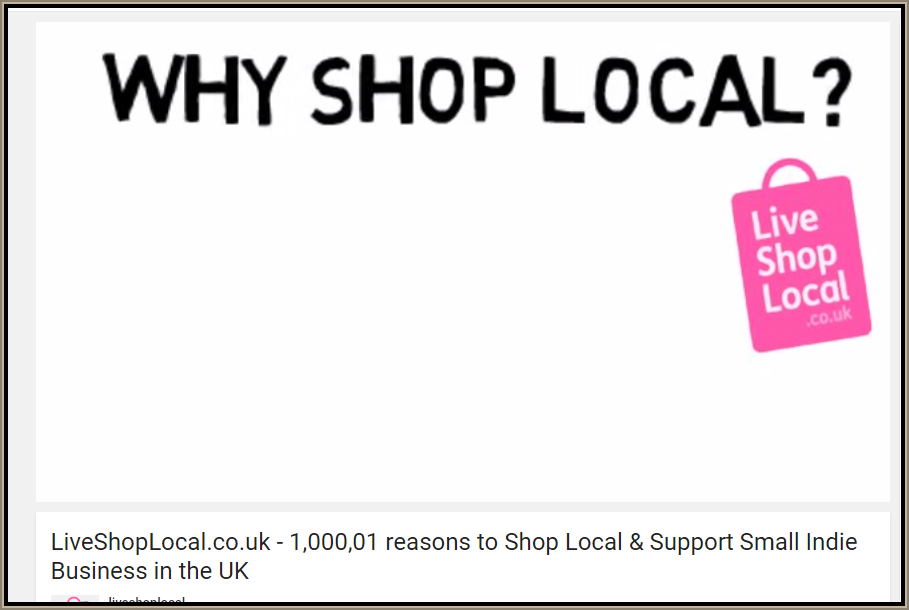 WHY SHOP LOCAL?
Live
Shop
Local
.co.uk
LiveShopLocal.co.uk - 1,000,01 reasons to Shop Local & Support Small Indie
Business in the UK
liveshoplocal